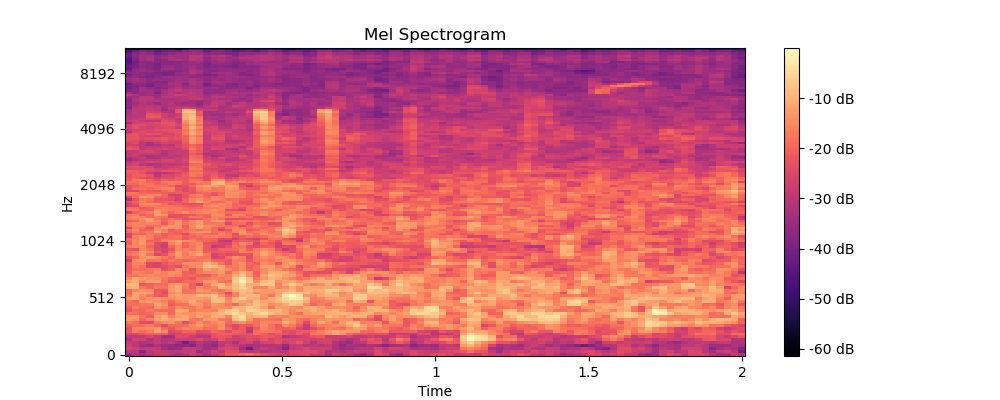 Mel Spectrogram
8192
4096
2048
1024
512
0
Hz
0
0.5
1
1.5
2
Time
-10 dB
-20 dB
-30 dB
-40 dB
-50 dB
-60 dB